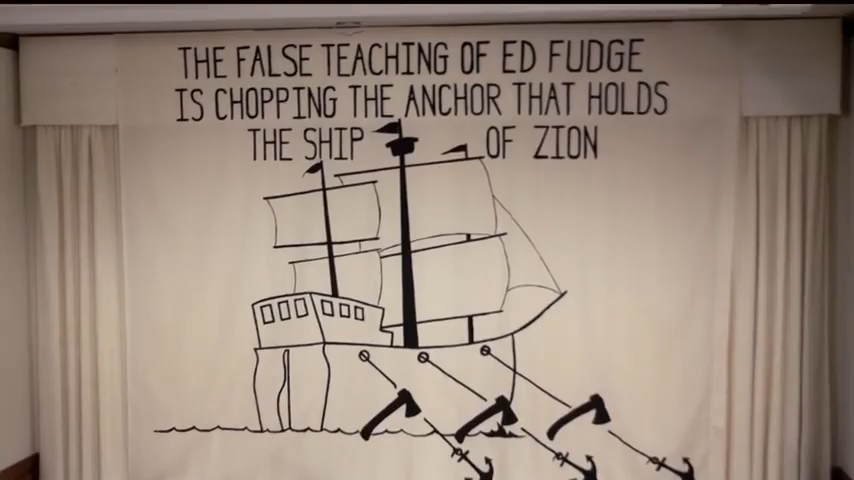 THE FALSE TEACHING OF ED FUDGE
IS CHOPPING THE ANCHOR THAT HOLDS
THE SHIP OF ZION